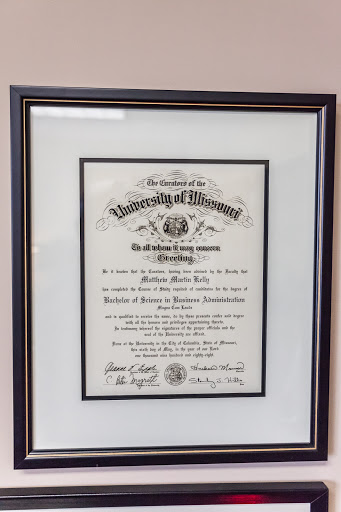 The Curators of the
University of Missouri
To all whom it may concern
Greeting
Be it known that the Curators, having been advised by the Faculty that
Matthew Martin Kelly
has completed the Course of Study required of candidates for the degree of
Bachelor of Science in Business Administration
Magna Cum Laude
and is qualified to receive the same, do by these presents confer said degree
with all the honors and privileges appertaining thereto.
In testimony whereof the signatures of the proper officials and the
seal of the University are affixed.
Done at the University in the City of Columbia, State of Missouri,
this sixth day of May, in the year of our Lord
one thousand nine hundred and eighty-eight.